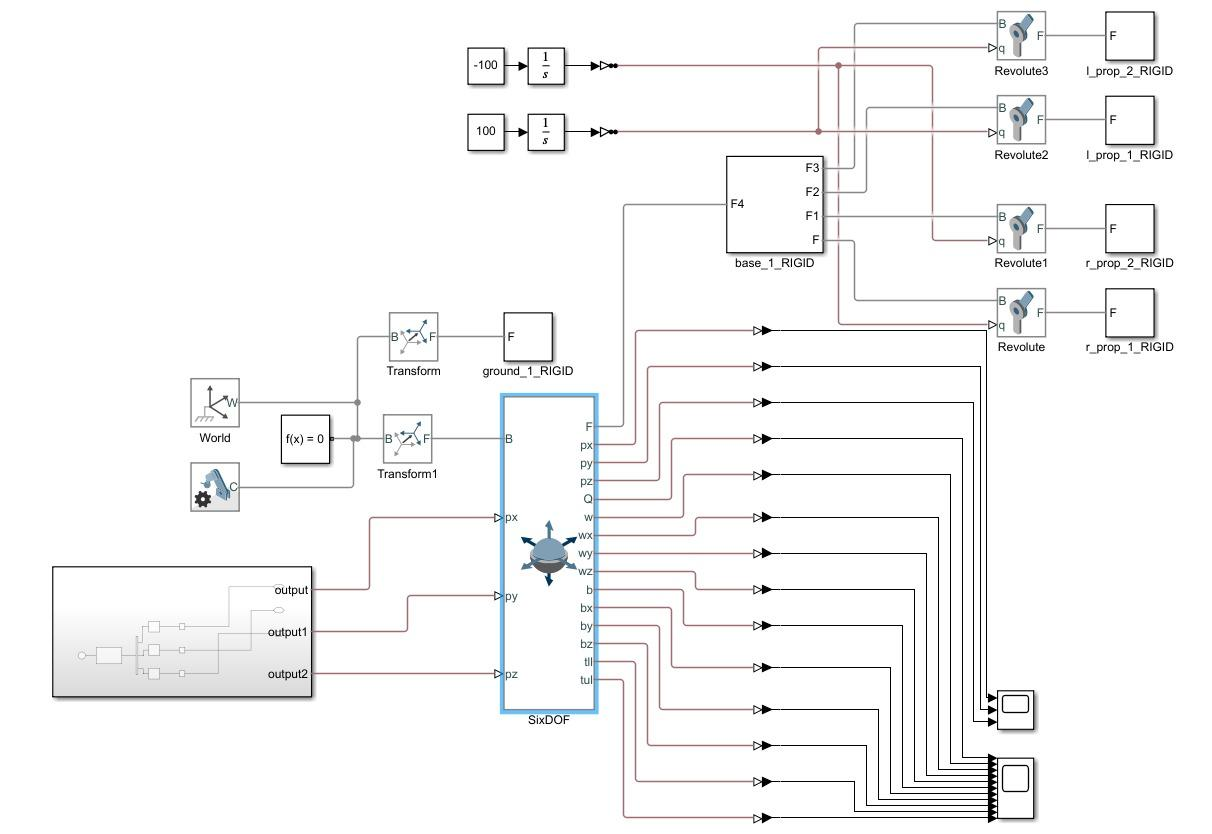 -100
1
s
100
1
s
B
q
F
Revolute3
F
l_prop_2_RIGID
B
q
F
Revolute2
F
l_prop_1_RIGID
F4
F3
F2
F1
F
base_1_RIGID
B
q
F
Revolute1
F
r_prop_2_RIGID
B
q
F
Revolute
F
r_prop_1_RIGID
B
F
Transform
F
ground_1_RIGID
W
World
f(x) = 0
B
F
Transform1
C
output
output1
output2
B
px
py
pz
F
px
py
pz
Q
w
wx
wy
wz
b
bx
by
bz
tll
tul
SixDOF